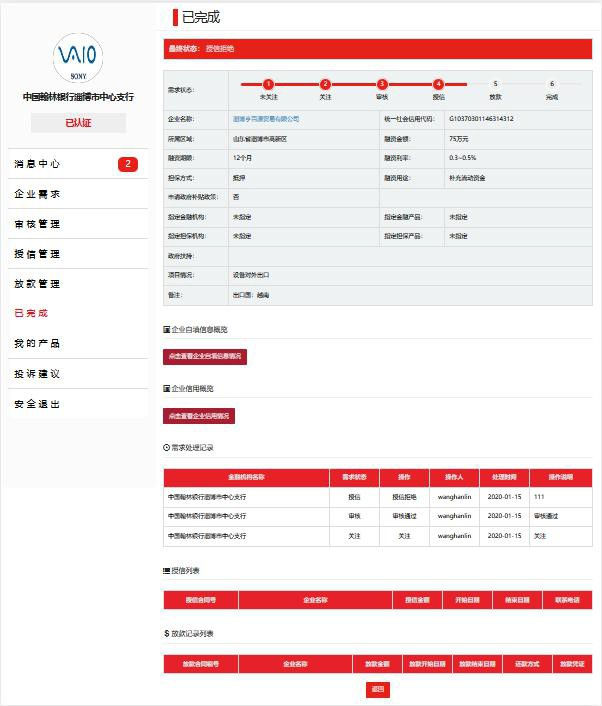 VAIO
SONY
中国翰林银行淄博市中心支行
已认证
消息中心 2
企业需求
审核管理
授信管理
放款管理
已完成
我的产品
投诉建议
安全退出
已完成
最终状态： 授信拒绝
需求状态：
1 2 3 4 5 6
未关注 关注 审核 授信 放款 完成
企业名称： 淄博亨百源贸易有限公司 统一社会信用代码： G10370301146314312
所属区域： 山东省淄博市高新区 融资金额： 75万元
融资期限： 12个月 融资利率： 0.3~0.5%
担保方式： 抵押 融资用途： 补充流动资金
申请政府补贴政策： 否
指定金融机构： 未指定 指定金融产品： 未指定
指定担保机构： 未指定 指定担保产品： 未指定
政府扶持：
项目情况： 设备对外出口
备注： 出口国：越南
企业自填信息概览
点击查看企业自填信息情况
企业信用概览
点击查看企业信用情况
需求处理记录
金融机构名称 需求状态 操作 操作人 处理时间 操作说明
中国翰林银行淄博市中心支行 授信 授信拒绝 wanghanlin 2020-01-15 111
中国翰林银行淄博市中心支行 审核 审核通过 wanghanlin 2020-01-15 审核通过
中国翰林银行淄博市中心支行 关注 关注 wanghanlin 2020-01-15 关注
授信列表
授信合同号 企业名称 授信金额 开始日期 结束日期 联系电话
$ 放款记录列表
放款合同编号 企业名称 放款金额 放款开始日期 放款结束日期 还款方式 放款凭证
返回